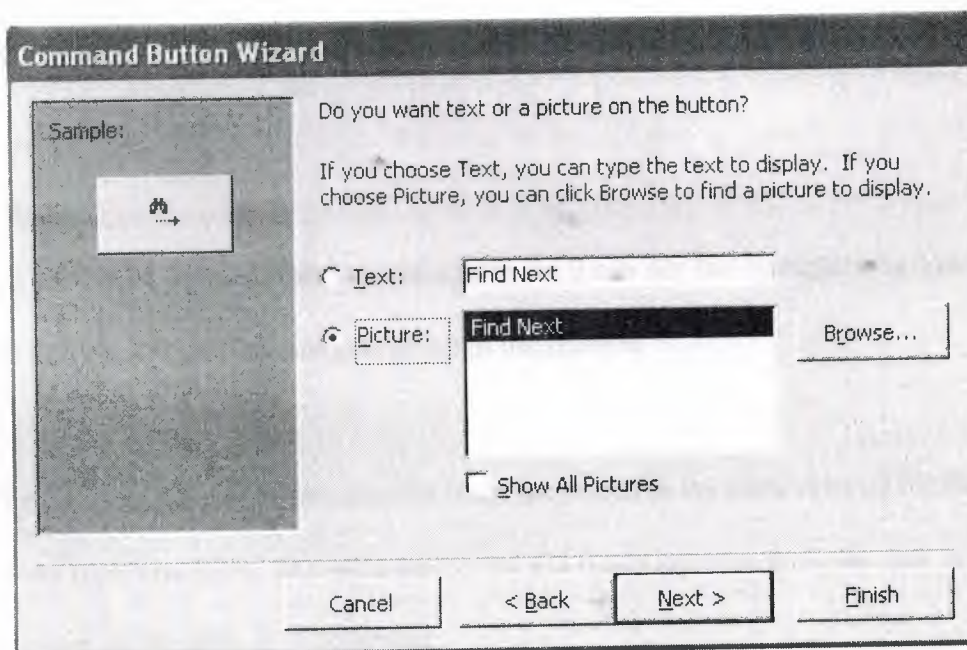 Command Button Wizard
Sample:
Do you want text or a picture on the button?
If you choose Text, you can type the text to display. If you
choose Picture, you can click Browse to find a picture to display.
Text:
Find Next
Picture:
Find Next
Browse...
Show All Pictures
Cancel
< Back
Next >
Finish